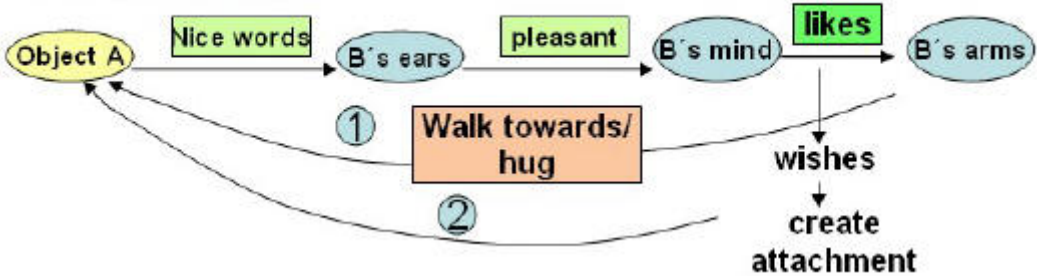 Object A
Nice words
B´s ears
pleasant
B´s mind
likes
B´s arms
1
Walk towards/
hug
wishes
2
create
attachment